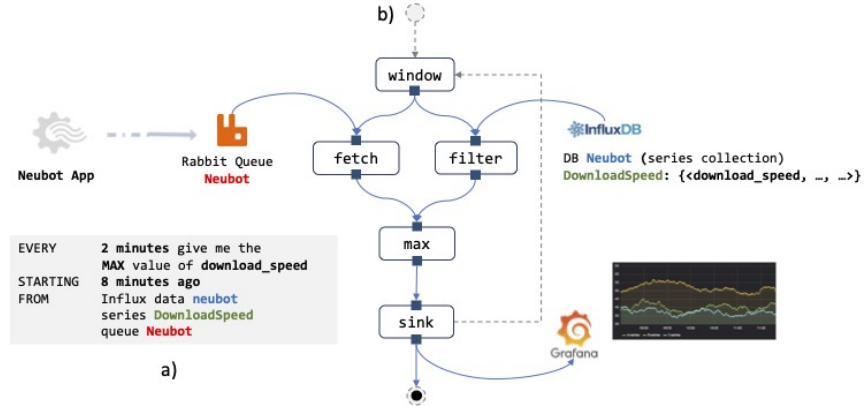 b)
window
fetch
filter
max
sink
Neubot App
Rabbit Queue
Neubot
InfluxDB
DB Neubot (series collection)
DownloadSpeed: {<download_speed, …, …>}
EVERY 2 minutes give me the
MAX value of download_speed
STARTING 8 minutes ago
FROM Influx data neubot
series DownloadSpeed
queue Neubot
a)
Grafana